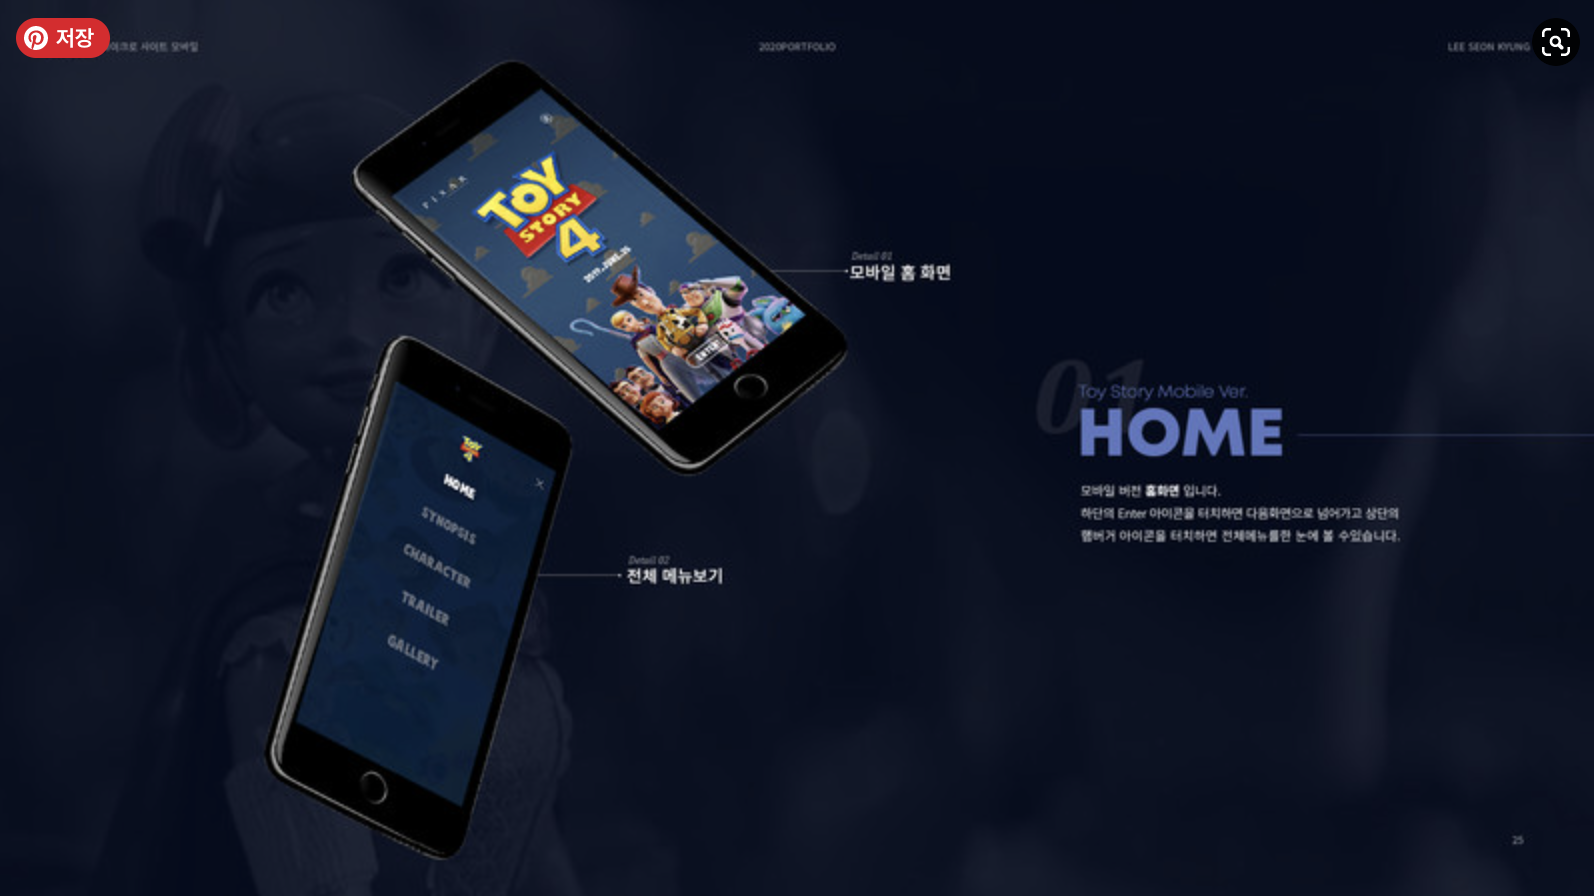 저장
마이크로 사이트 모바일
2020PORTFOLIO
LEE SEON KYUNG
PIXAR
TOY
STORY
4
2019.JUNE.
ENTER
Detail 01
모바일 홈 화면
TOY
4
HOME
SYNOPSIS
CHARACTER
TRAILER
GALLERY
Detail 02
전체 메뉴보기
01
Toy Story Mobile Ver.
HOME
모바일 버전 홈화면 입니다.
하단의 Enter 아이콘을 터치하면 다음화면으로 넘어가고 상단의
햄버거 아이콘을 터치하면 전체메뉴를한 눈에 볼 수있습니다.
25